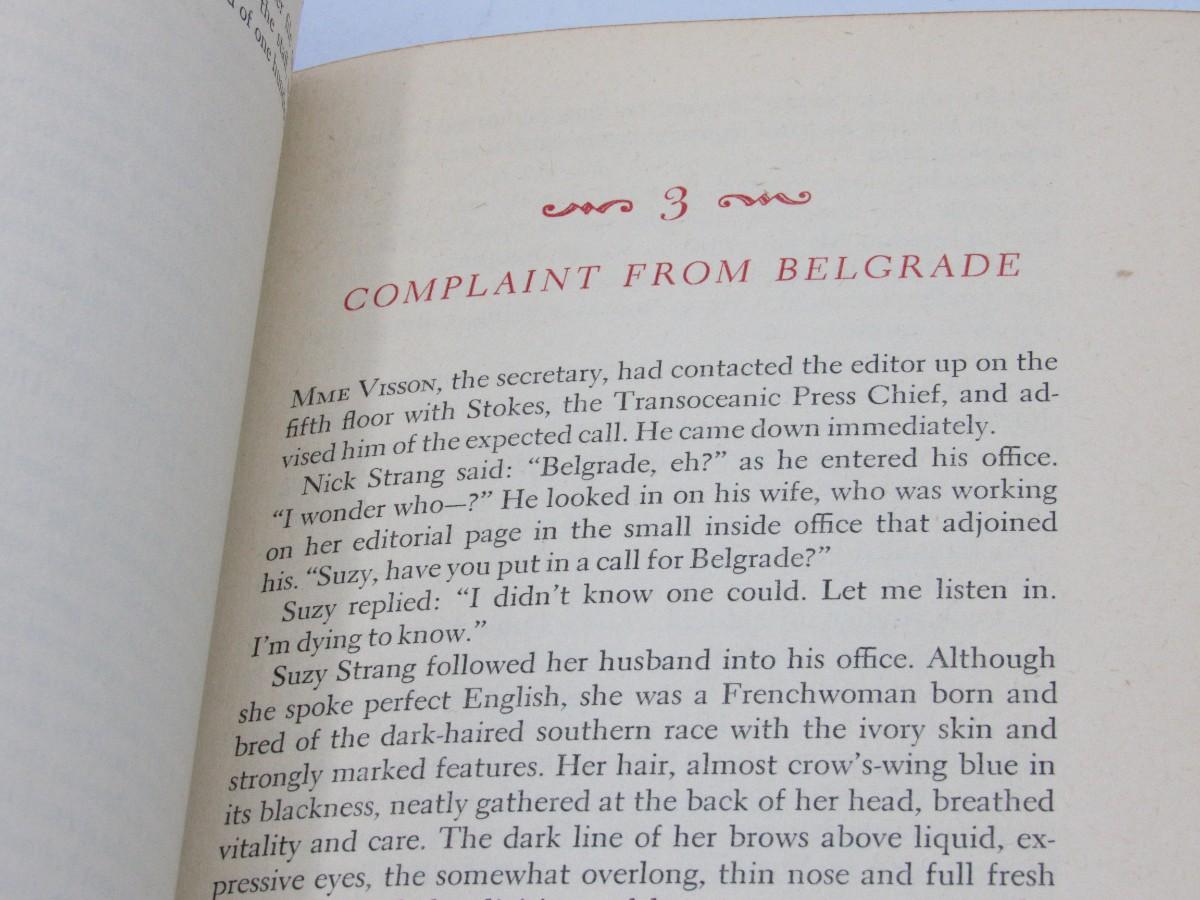 3
COMPLAINT FROM BELGRADE
MME VISSON, the secretary, had contacted the editor up on the
fifth floor with Stokes, the Transoceanic Press Chief, and ad-
vised him of the expected call. He came down immediately.
Nick Strang said: “Belgrade, eh?” as he entered his office.
“I wonder who—?” He looked in on his wife, who was working
on her editorial page in the small inside office that adjoined
his. “Suzy, have you put in a call for Belgrade?”
Suzy replied: “I didn't know one could. Let me listen in.
I'm dying to know.”
Suzy Strang followed her husband into his office. Although
she spoke perfect English, she was a Frenchwoman born and
bred of the dark-haired southern race with the ivory skin and
strongly marked features. Her hair, almost crow's-wing blue in
its blackness, neatly gathered at the back of her head, breathed
vitality and care. The dark line of her brows above liquid, ex-
pressive eyes, the somewhat overlong, thin nose and full fresh